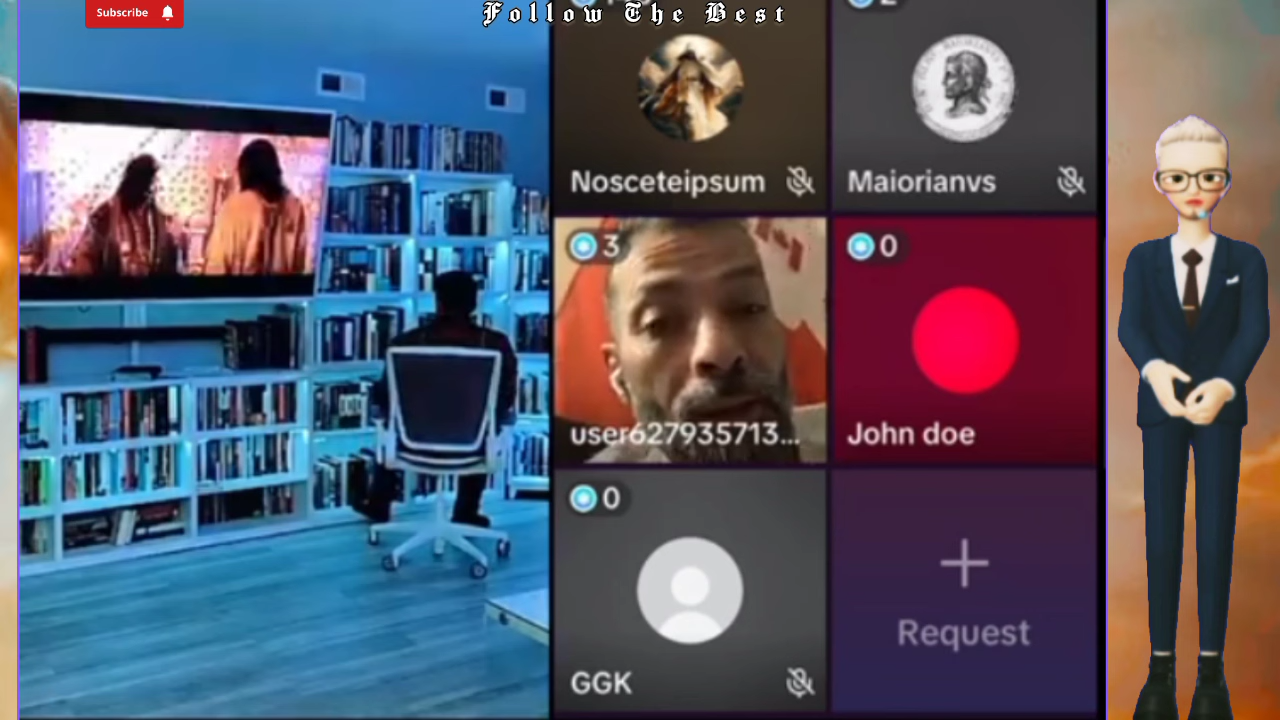 Subscribe
Follow The Best
Nosceteipsum
Maiorianvs
3
0
user627935713...
John doe
0
GGK
Request